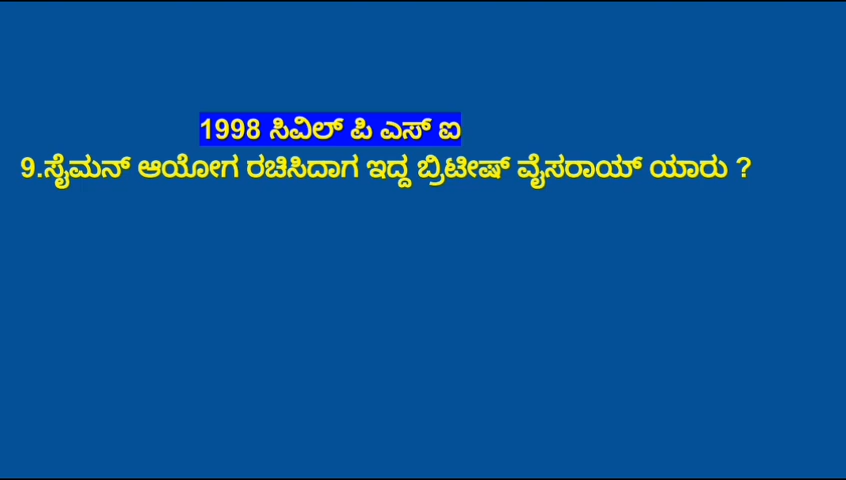 1998 ಸಿವಿಲ್ ಪಿ ಎಸ್ ಐ
9.ಸೈಮನ್ ಆಯೋಗ ರಚಿಸಿದಾಗ ಇದ್ದ ಬ್ರಿಟೀಷ್ ವೈಸರಾಯ್ ಯಾರು ?